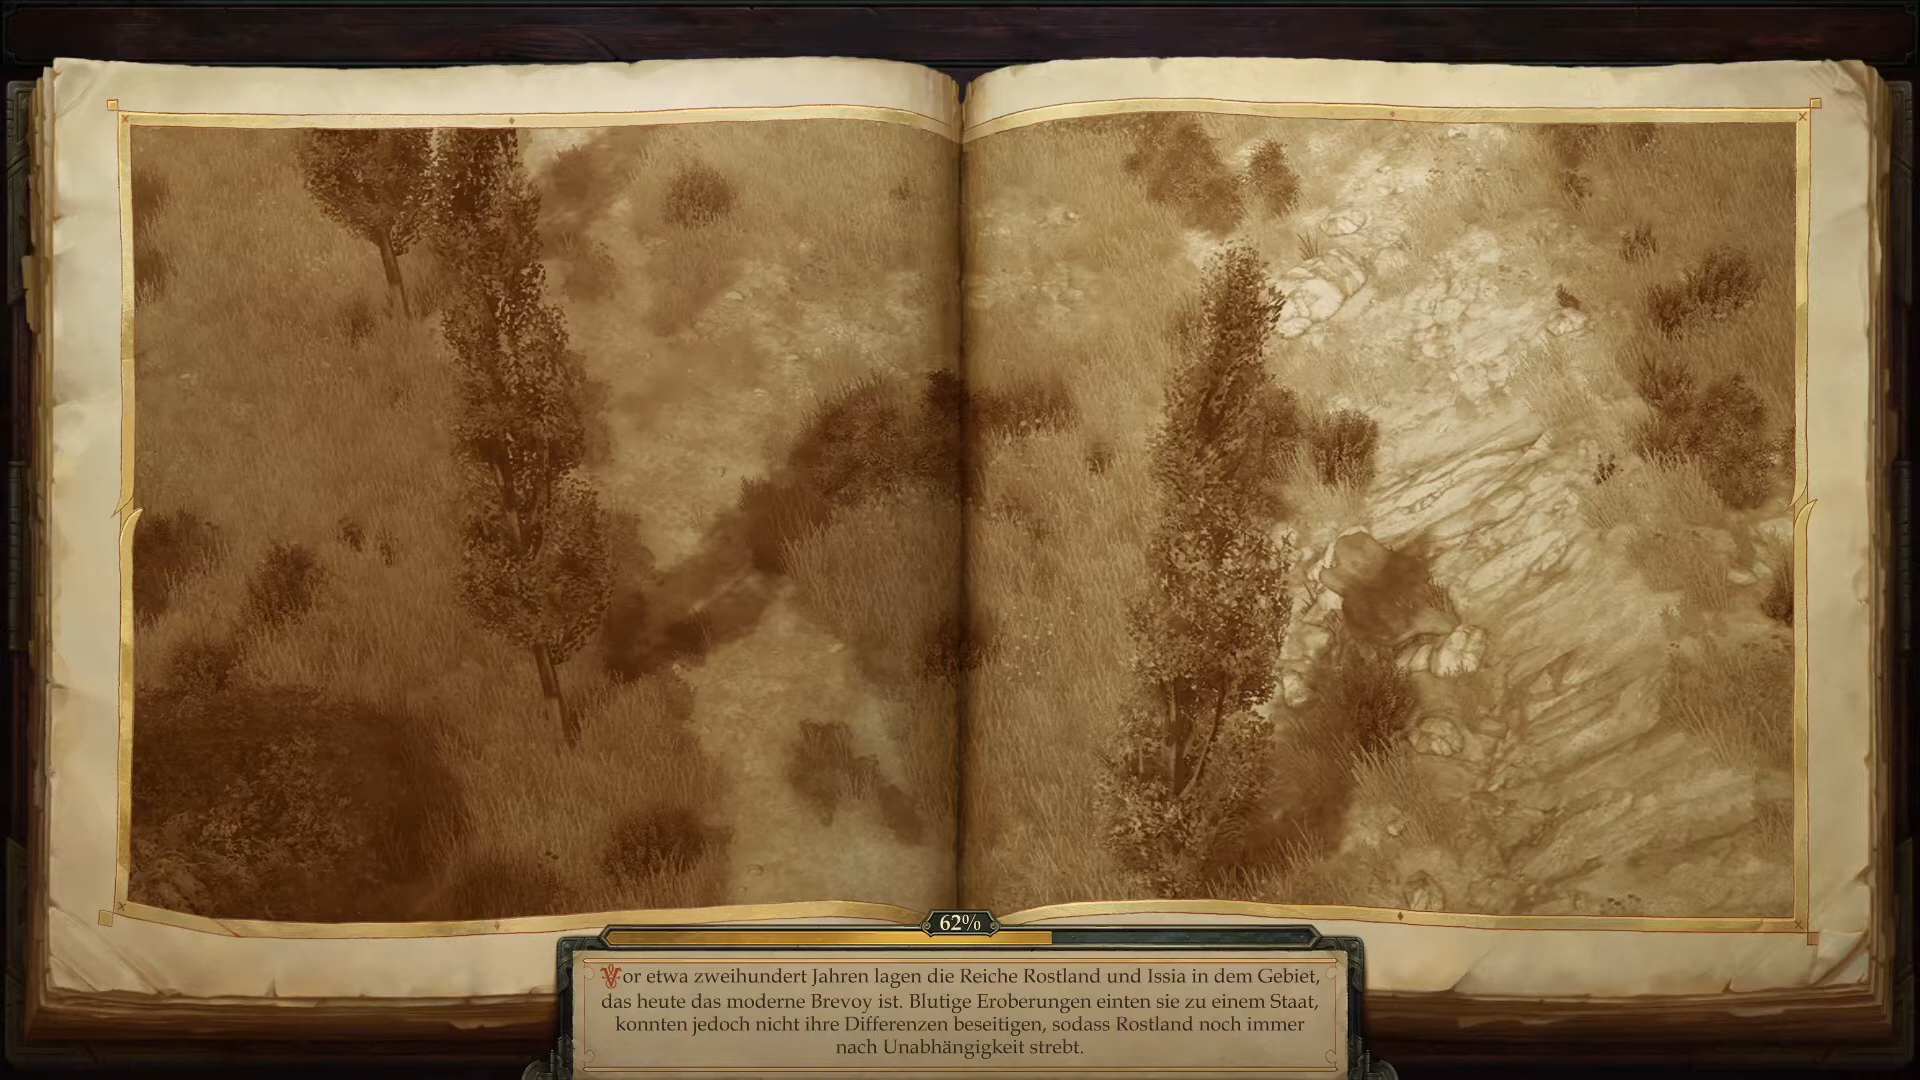 62%
Vor etwa zweihundert Jahren lagen die Reiche Rostland und Issia in dem Gebiet,
das heute das moderne Brevoy ist. Blutige Eroberungen einten sie zu einem Staat,
konnten jedoch nicht ihre Differenzen beseitigen, sodass Rostland noch immer
nach Unabhängigkeit strebt.